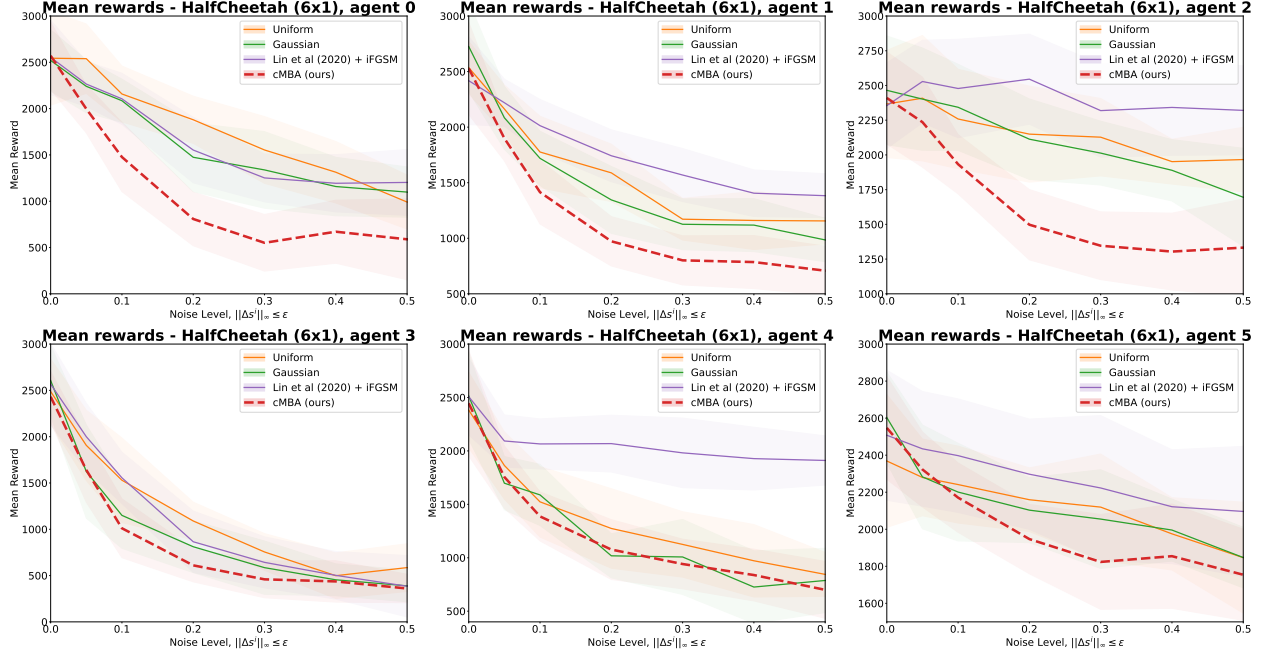 Mean rewards - HalfCheetah (6x1), agent 0
3000
2500
2000
1500
1000
500
0
Mean Reward
Uniform
Gaussian
Lin et al (2020) + iFGSM
cMBA (ours)
0.0 0.1 0.2 0.3 0.4 0.5
Noise Level, ||Δsⁱ||∞ ≤ ε
Mean rewards - HalfCheetah (6x1), agent 1
3000
2500
2000
1500
1000
500
Mean Reward
Uniform
Gaussian
Lin et al (2020) + iFGSM
cMBA (ours)
0.0 0.1 0.2 0.3 0.4 0.5
Noise Level, ||Δsⁱ||∞ ≤ ε
Mean rewards - HalfCheetah (6x1), agent 2
3000
2750
2500
2250
2000
1750
1500
1250
1000
Mean Reward
Uniform
Gaussian
Lin et al (2020) + iFGSM
cMBA (ours)
0.0 0.1 0.2 0.3 0.4 0.5
Noise Level, ||Δsⁱ||∞ ≤ ε
Mean rewards - HalfCheetah (6x1), agent 3
3000
2500
2000
1500
1000
500
0
Mean Reward
Uniform
Gaussian
Lin et al (2020) + iFGSM
cMBA (ours)
0.0 0.1 0.2 0.3 0.4 0.5
Noise Level, ||Δsⁱ||∞ ≤ ε
Mean rewards - HalfCheetah (6x1), agent 4
3000
2500
2000
1500
1000
500
Mean Reward
Uniform
Gaussian
Lin et al (2020) + iFGSM
cMBA (ours)
0.0 0.1 0.2 0.3 0.4 0.5
Noise Level, ||Δsⁱ||∞ ≤ ε
Mean rewards - HalfCheetah (6x1), agent 5
3000
2800
2600
2400
2200
2000
1800
1600
Mean Reward
Uniform
Gaussian
Lin et al (2020) + iFGSM
cMBA (ours)
0.0 0.1 0.2 0.3 0.4 0.5
Noise Level, ||Δsⁱ||∞ ≤ ε